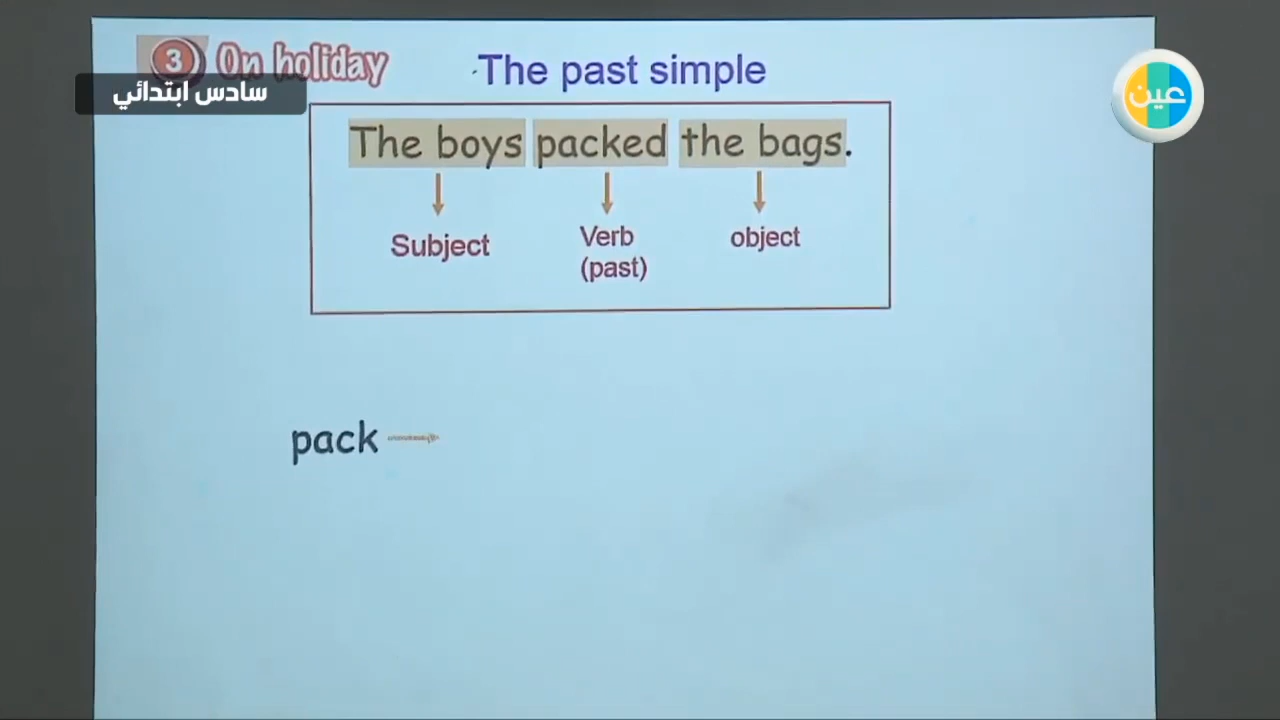 3 On holiday
The past simple
سادس ابتدائي
عين
The boys packed the bags.
Subject
Verb
(past)
object
pack